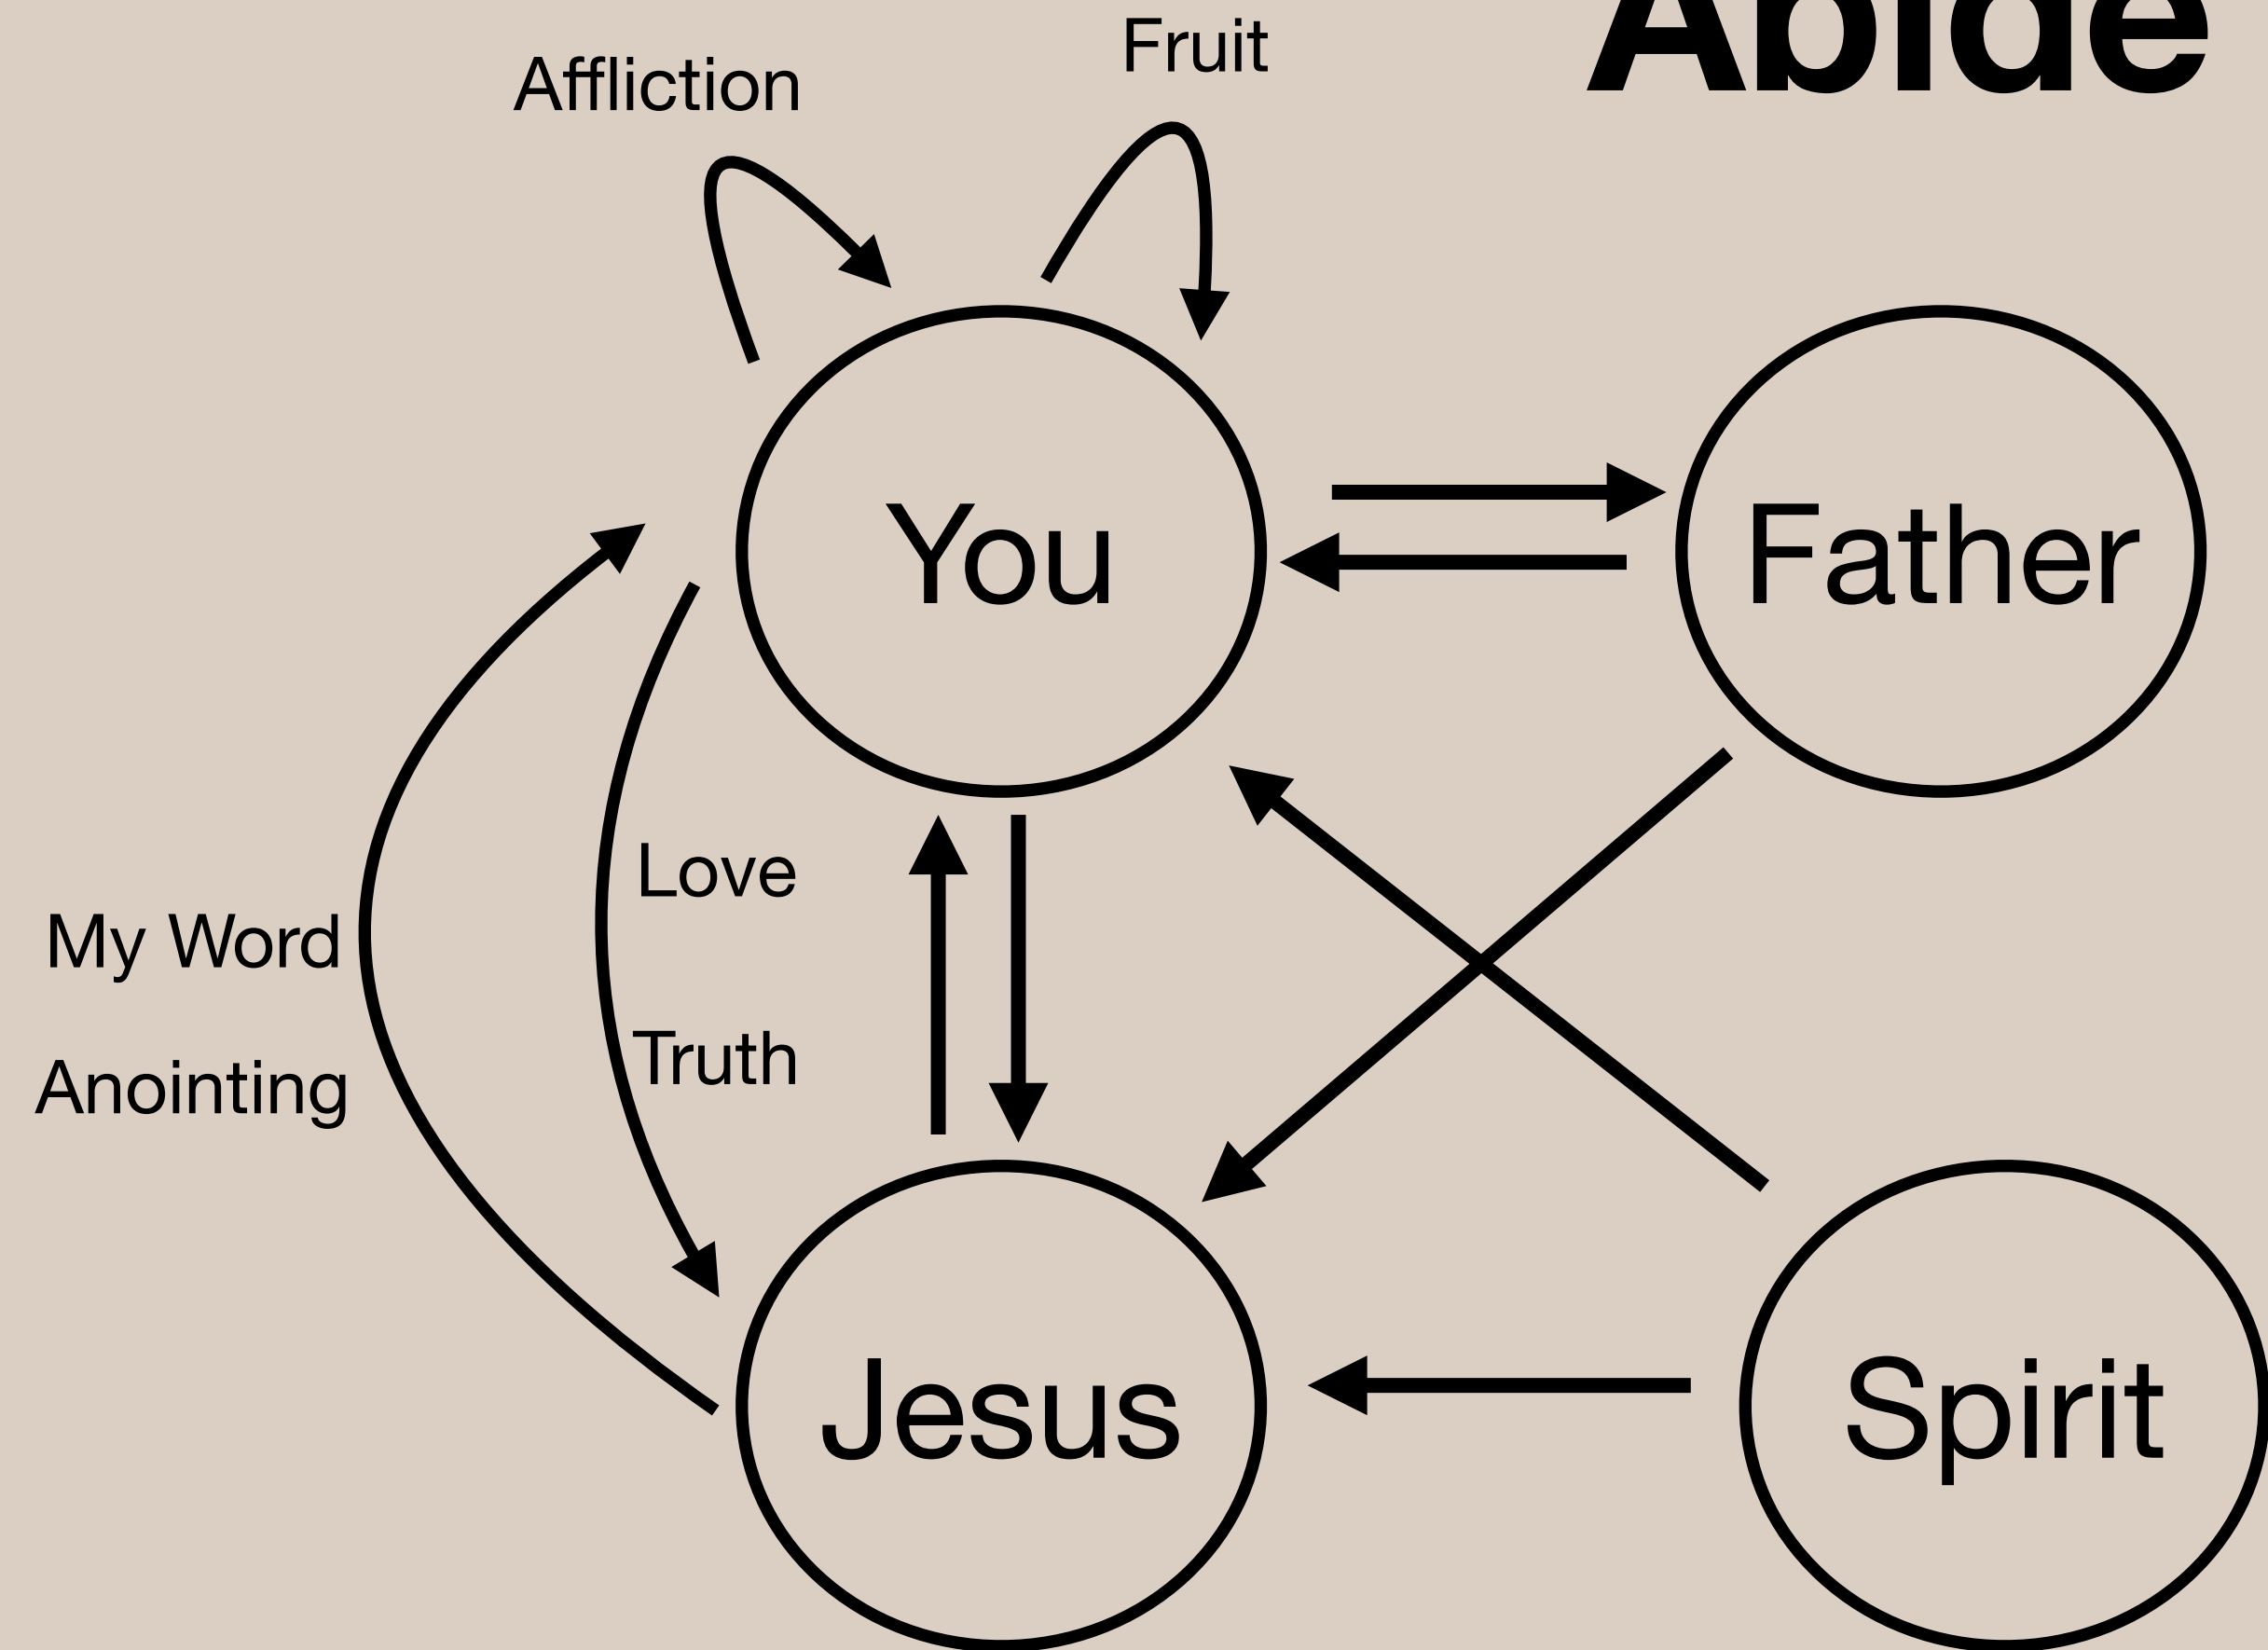 Abide
Fruit
Affliction
You
Father
Love
My Word
Truth
Anointing
Jesus
Spirit